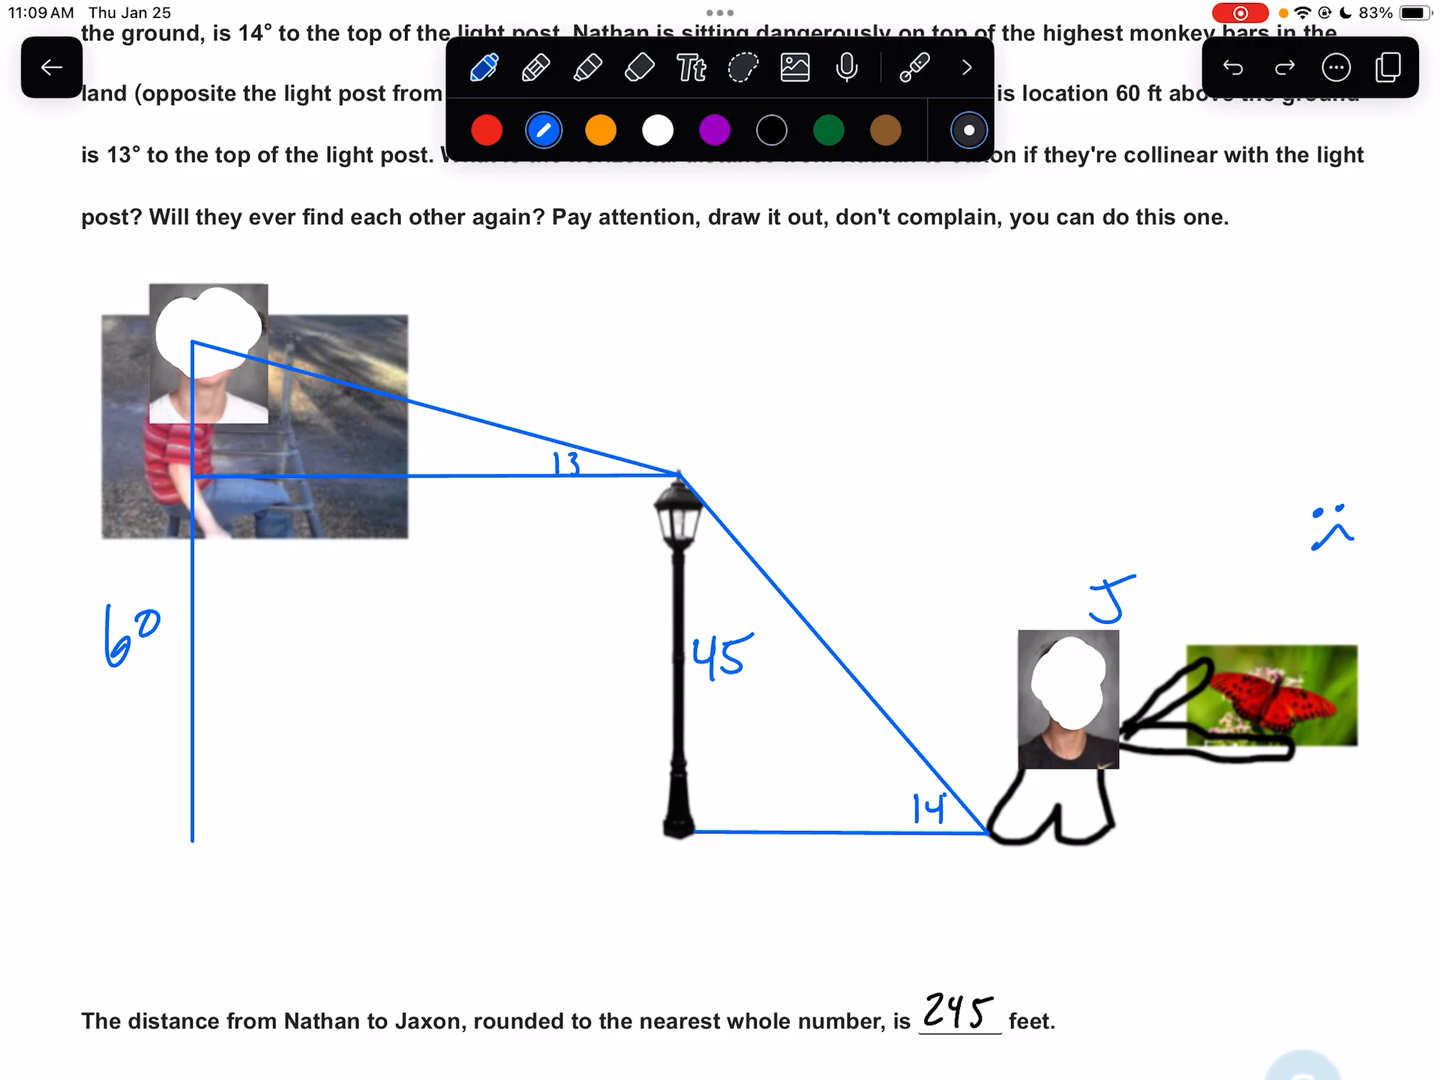 11:09 AM Thu Jan 25
83%
the ground, is 14° to the top of the light post. Nathan is sitting dangerously on top of the highest monkey bars in the
land (opposite the light post from
is location 60 ft above the ground
is 13° to the top of the light post.
if they're collinear with the light
post? Will they ever find each other again? Pay attention, draw it out, don't complain, you can do this one.
Tt
13
60
45
J
14
The distance from Nathan to Jaxon, rounded to the nearest whole number, is 245 feet.